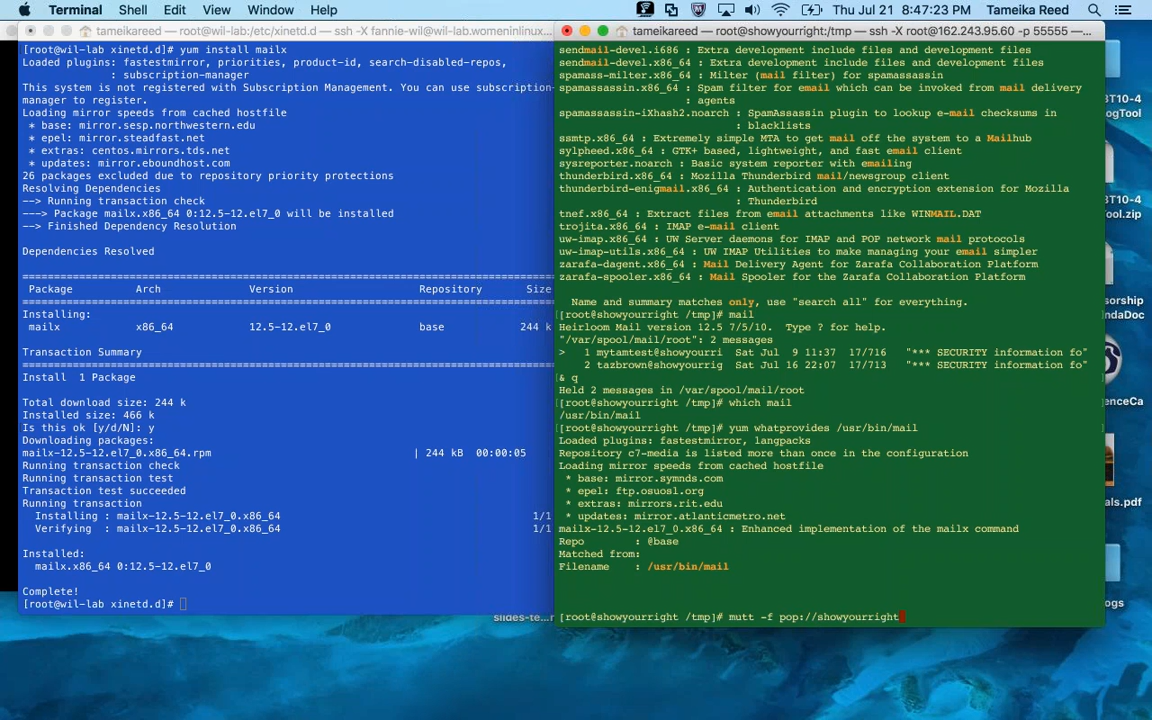 Terminal Shell Edit View Window Help Thu Jul 21 8:47:23 PM Tameika Reed
tameikareed — root@wil-lab:/etc/xinetd.d — ssh -X fannie-wil@wil-lab.womeninlinux...
[root@wil-lab xinetd.d]# yum install mailx
Loaded plugins: fastestmirror, priorities, product-id, search-disabled-repos,
: subscription-manager
This system is not registered with Subscription Management. You can use subscription-
manager to register.
Loading mirror speeds from cached hostfile
* base: mirror.sesp.northwestern.edu
* epel: mirror.steadfast.net
* extras: centos.mirrors.tds.net
* updates: mirror.eboundhost.com
26 packages excluded due to repository priority protections
Resolving Dependencies
--> Running transaction check
---> Package mailx.x86_64 0:12.5-12.el7_0 will be installed
--> Finished Dependency Resolution
Dependencies Resolved
Package Arch Version Repository Size
Installing:
mailx x86_64 12.5-12.el7_0 base 244 k
Transaction Summary
Install 1 Package
Total download size: 244 k
Installed size: 466 k
Is this ok [y/d/N]: y
Downloading packages:
mailx-12.5-12.el7_0.x86_64.rpm | 244 kB 00:00:05
Running transaction check
Running transaction test
Transaction test succeeded
Running transaction
Installing : mailx-12.5-12.el7_0.x86_64 1/1
Verifying : mailx-12.5-12.el7_0.x86_64 1/1
Installed:
mailx.x86_64 0:12.5-12.el7_0
Complete!
[root@wil-lab xinetd.d]#
tameikareed — root@showyourright:/tmp — ssh -X root@162.243.95.60 -p 55555 — ...
sendmail-devel.i686 : Extra development include files and development files
sendmail-devel.x86_64 : Extra development include files and development files
spamass-milter.x86_64 : Milter (mail filter) for spamassassin
spamassassin.x86_64 : Spam filter for email which can be invoked from mail delivery
: agents
spamassassin-iXhash2.noarch : SpamAssassin plugin to lookup e-mail checksums in
: blacklists
ssmtp.x86_64 : Extremely simple MTA to get mail off the system to a Mailhub
sylpheed.x86_64 : GTK+ based, lightweight, and fast email client
sysreporter.noarch : Basic system reporter with emailing
thunderbird.x86_64 : Mozilla Thunderbird mail/newsgroup client
thunderbird-enigmail.x86_64 : Authentication and encryption extension for Mozilla
: Thunderbird
tnef.x86_64 : Extract files from email attachments like WINMAIL.DAT
trojita.x86_64 : IMAP e-mail client
uw-imap.x86_64 : UW Server daemons for IMAP and POP network mail protocols
uw-imap-utils.x86_64 : UW IMAP Utilities to make managing your email simpler
zarafa-dagent.x86_64 : Mail Delivery Agent for Zarafa Collaboration Platform
zarafa-spooler.x86_64 : Mail Spooler for the Zarafa Collaboration Platform
Name and summary matches only, use "search all" for everything.
[root@showyourright /tmp]# mail
Heirloom Mail version 12.5 7/5/10. Type ? for help.
"/var/spool/mail/root": 2 messages
> 1 mytamtest@showyourri Sat Jul 9 11:37 17/716 "*** SECURITY information fo"
2 tazbrown@showyourrig Sat Jul 16 22:07 17/713 "*** SECURITY information fo"
& q
Held 2 messages in /var/spool/mail/root
[root@showyourright /tmp]# which mail
/usr/bin/mail
[root@showyourright /tmp]# yum whatprovides /usr/bin/mail
Loaded plugins: fastestmirror, langpacks
Repository c7-media is listed more than once in the configuration
Loading mirror speeds from cached hostfile
* base: mirror.symnds.com
* epel: ftp.osuosl.org
* extras: mirrors.rit.edu
* updates: mirror.atlanticmetro.net
mailx-12.5-12.el7_0.x86_64 : Enhanced implementation of the mailx command
Repo : @base
Matched from:
Filename : /usr/bin/mail
[root@showyourright /tmp]# mutt -f pop://showyourright
slides-te...
BT10-4
ogTool
BT10-4
ool.zip
sorship
ndaDoc
enceCa
als.pdf
ogs